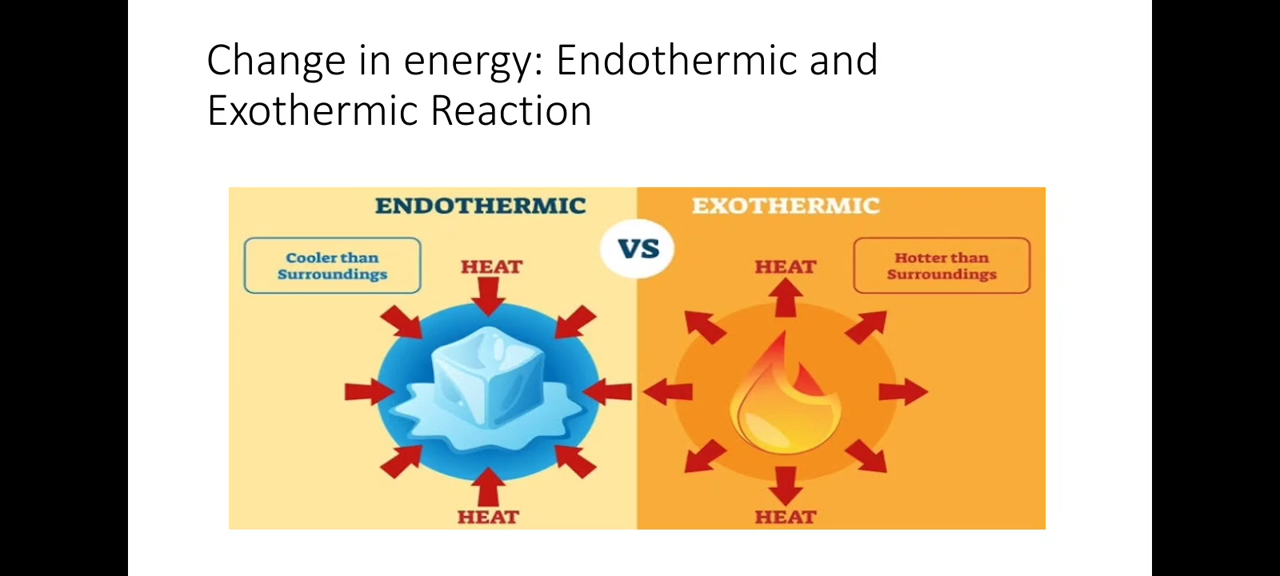 Change in energy: Endothermic and
Exothermic Reaction
ENDOTHERMIC
VS
EXOTHERMIC
Cooler than
Surroundings
HEAT
HEAT
Hotter than
Surroundings
HEAT
HEAT